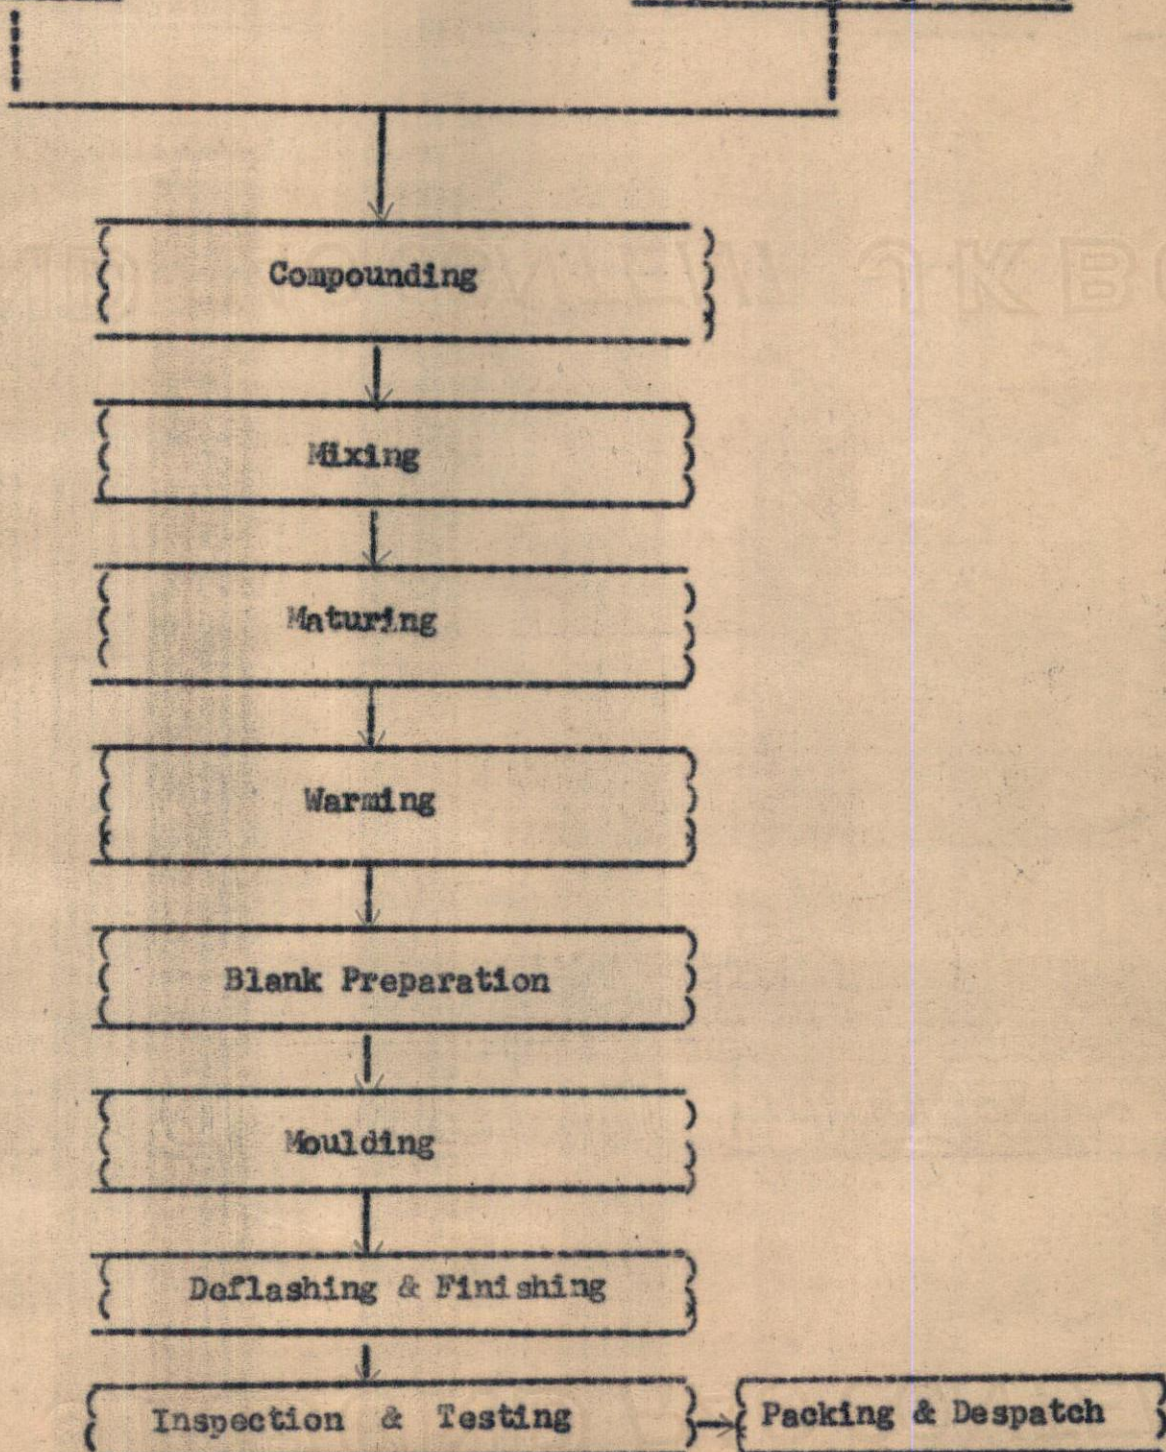 Compounding
Mixing
Maturing
Warming
Blank Preparation
Moulding
Deflashing & Finishing
Inspection & Testing
Packing & Despatch